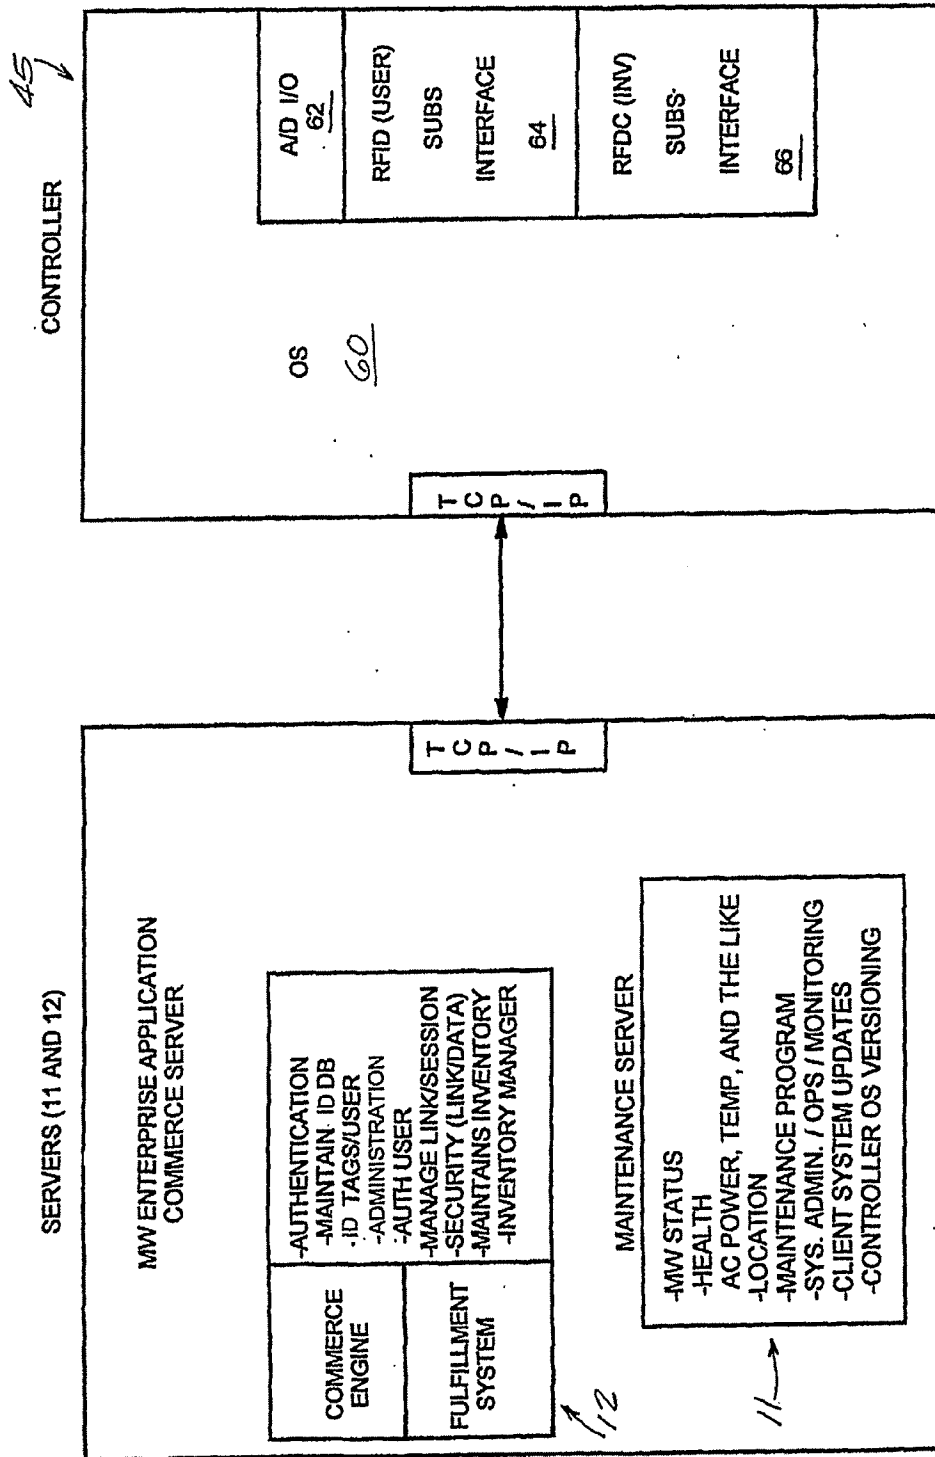 SERVERS (11 AND 12)
MW ENTERPRISE APPLICATION
COMMERCE SERVER
COMMERCE
ENGINE
FULFILLMENT
SYSTEM
-AUTHENTICATION
-MAINTAIN ID DB
-ID TAGS/USER
-ADMINISTRATION
-AUTH USER
-MANAGE LINK/SESSION
-SECURITY (LINK/DATA)
-MAINTAINS INVENTORY
-INVENTORY MANAGER
12
MAINTENANCE SERVER
-MW STATUS
-HEALTH
AC POWER, TEMP, AND THE LIKE
-LOCATION
-MAINTENANCE PROGRAM
-SYS. ADMIN. / OPS / MONITORING
-CLIENT SYSTEM UPDATES
-CONTROLLER OS VERSIONING
11
TCP/IP
TCP/IP
CONTROLLER
45
OS
60
A/D I/O
62
RFID (USER)
SUBS
INTERFACE
64
RFDC (INV)
SUBS-
INTERFACE
66